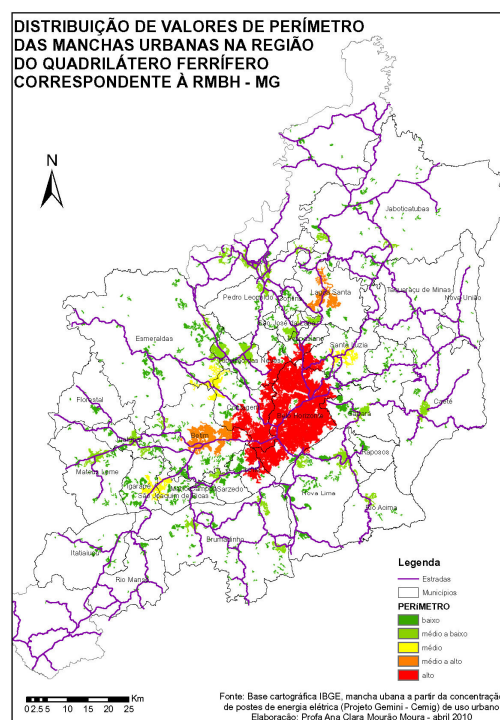 DISTRIBUIÇÃO DE VALORES DE PERÍMETRO
DAS MANCHAS URBANAS NA REGIÃO
DO QUADRILÁTERO FERRÍFERO
CORRESPONDENTE À RMBH - MG
N
Jaboticatubas
Pedro Leopoldo
Lagoa Santa
Taquaraçu de Minas
Nova União
São José da Lapa
Esmeraldas
Santa Luzia
Florestal
Caeté
Betim
Raposos
Mateus Leme
Igarapé
São Joaquim de Bicas
Sarzedo
Nova Lima
Rio Acima
Brumadinho
Itatiaiuçu
Rio Manso
Legenda
Estradas
Municípios
PERíMETRO
baixo
médio a baixo
médio
médio a alto
alto
Km
0 2.5 5 10 15 20 25
Fonte: Base cartográfica IBGE, mancha ubana a partir da concentração
de postes de energia elétrica (Projeto Gemini - Cemig) de uso urbano
Elaboração: Profa Ana Clara Mourão Moura - abril 2010